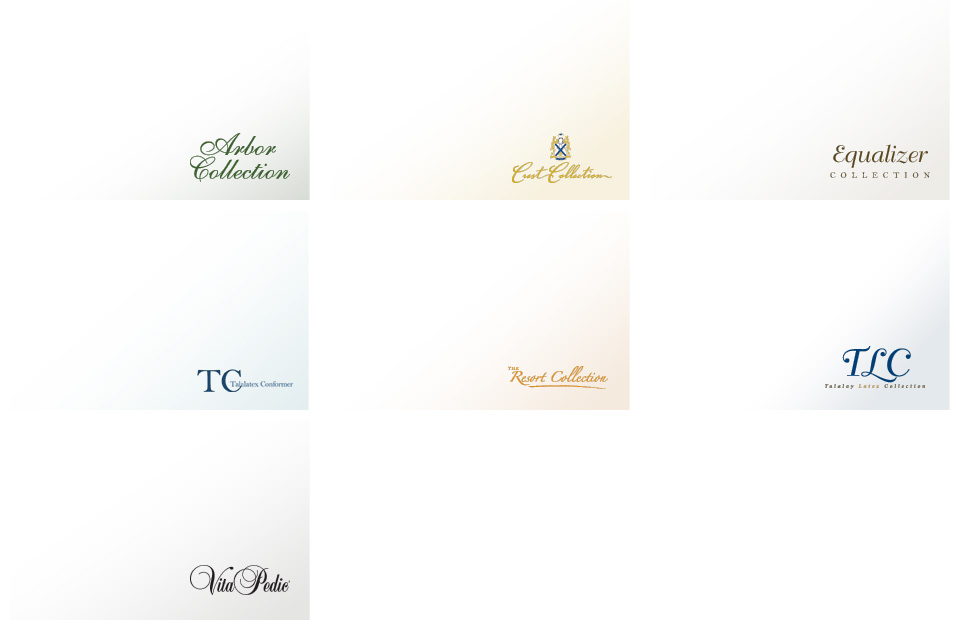 Arbor
Collection
Crest Collection
Equalizer
COLLECTION
TC Talalatex Conformer
THE
Resort Collection
TLC
Talalay Latex Collection
VitaPedic